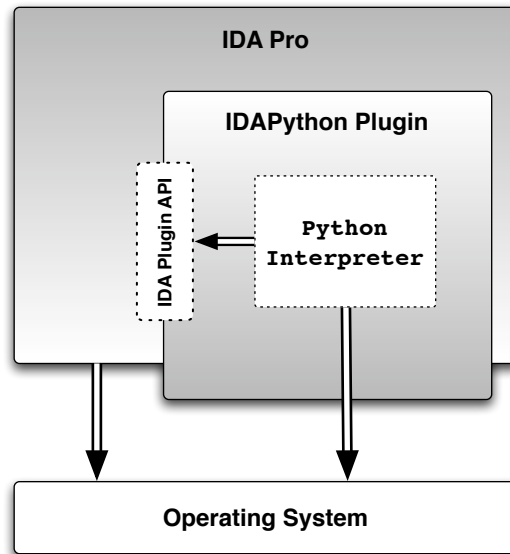 IDA Pro
IDAPython Plugin
IDA Plugin API
Python
Interpreter
Operating System